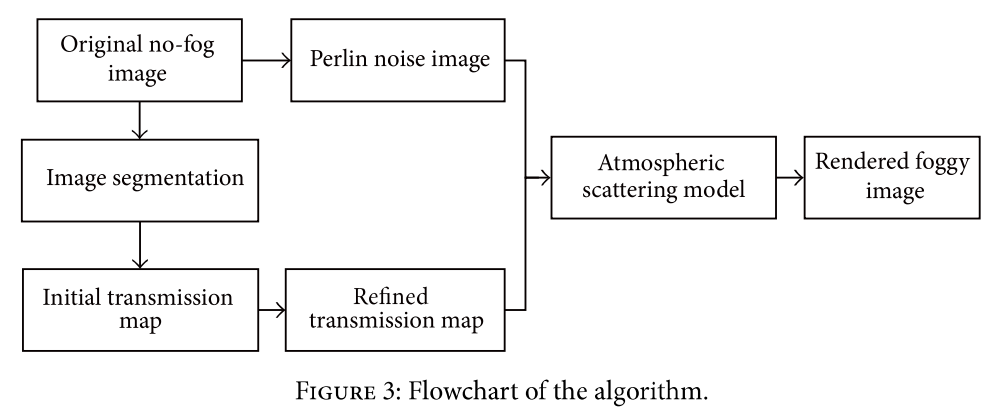 Original no-fog
image
Perlin noise image
Image segmentation
Atmospheric
scattering model
Rendered foggy
image
Initial transmission
map
Refined
transmission map
FIGURE 3: Flowchart of the algorithm.